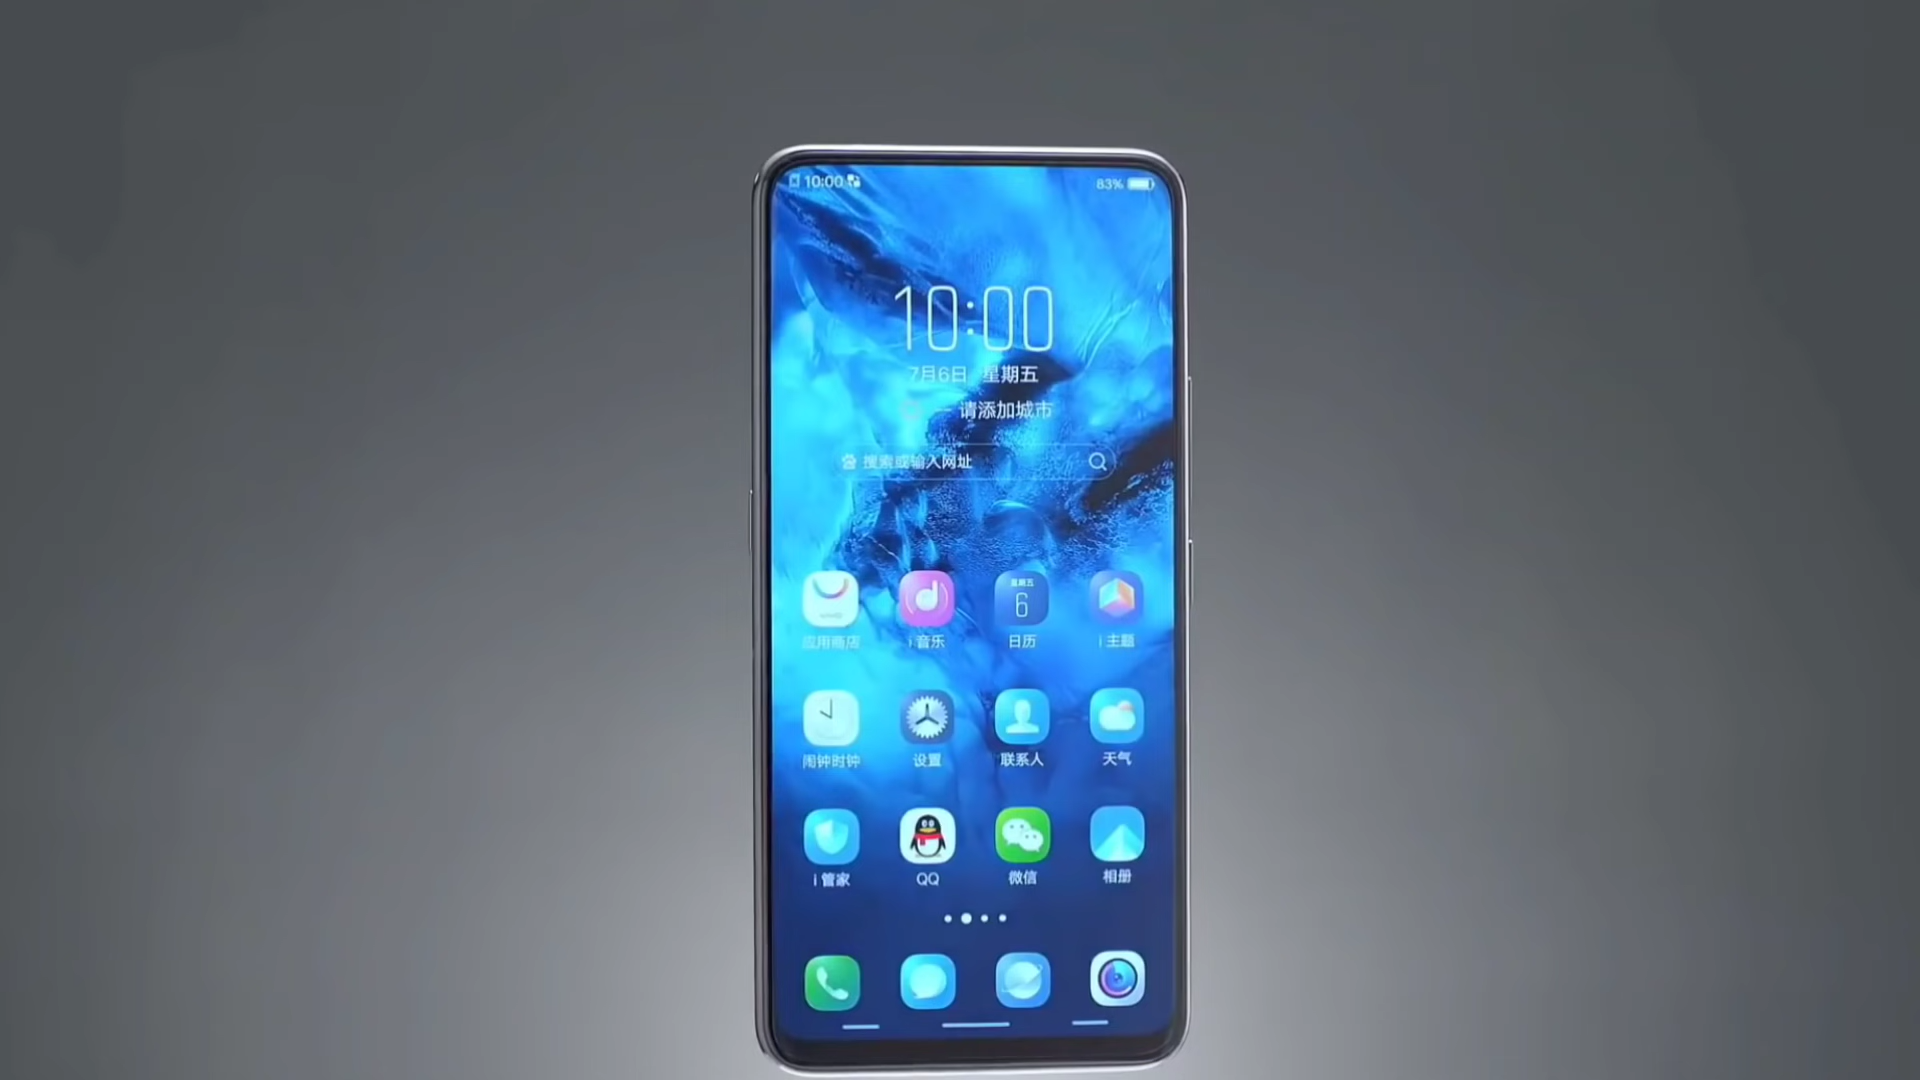 10:00
83%
10:00
7月6日 星期五
请添加城市
搜索或输入网址
星期五
6
应用商店
i 音乐
日历
i 主题
闹钟时钟
设置
联系人
天气
i 管家
QQ
微信
相册